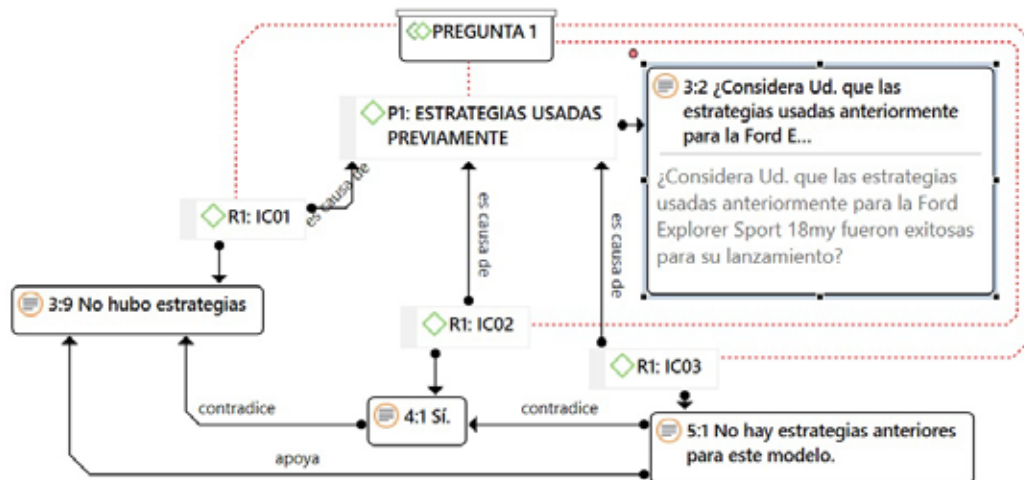 PREGUNTA 1
P1: ESTRATEGIAS USADAS
PREVIAMENTE
3:2 ¿Considera Ud. que las
estrategias usadas anteriormente
para la Ford E...
¿Considera Ud. que las estrategias
usadas anteriormente para la Ford
Explorer Sport 18my fueron exitosas
para su lanzamiento?
es causa de
R1: IC01
es causa de
es causa de
3:9 No hubo estrategias
R1: IC02
R1: IC03
contradice
4:1 Sí.
contradice
5:1 No hay estrategias anteriores
para este modelo.
apoya